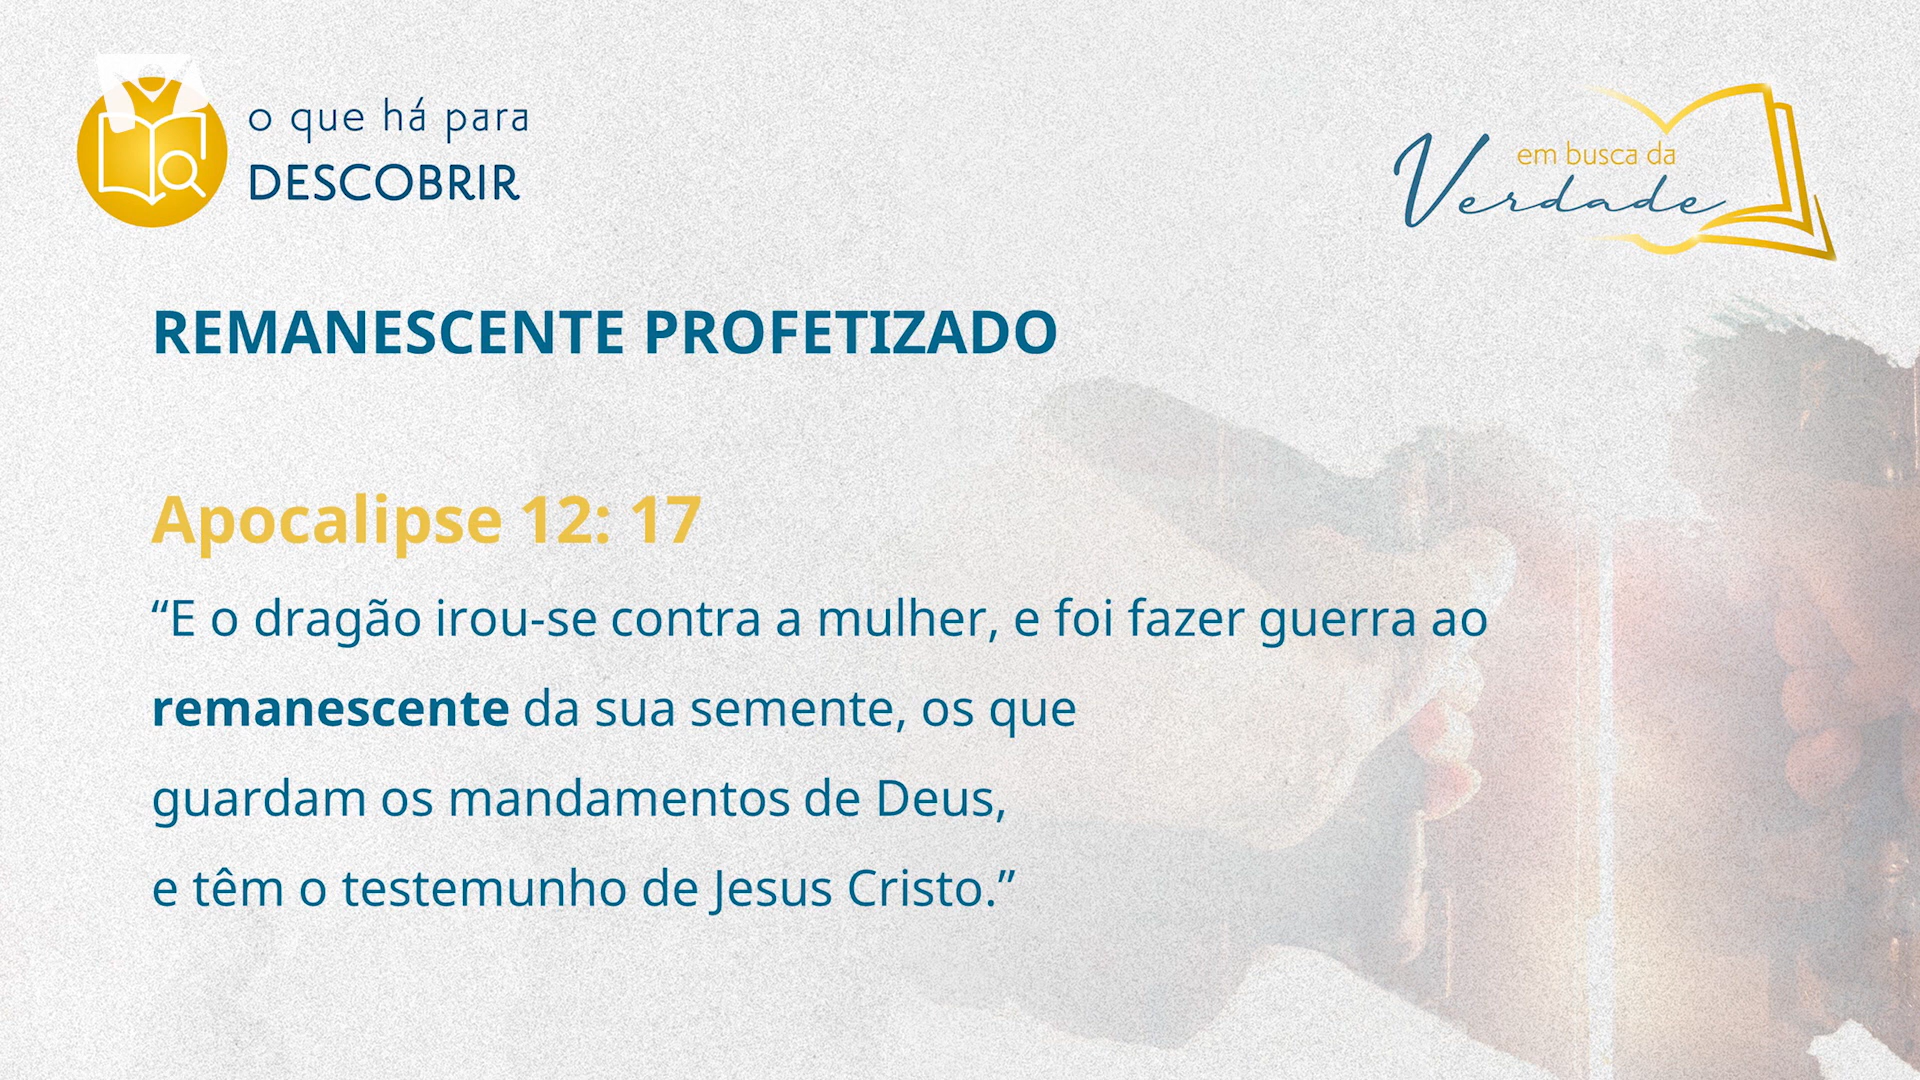 o que há para
DESCOBRIR
em busca da
Verdade
REMANESCENTE PROFETIZADO
Apocalipse 12: 17
“E o dragão irou-se contra a mulher, e foi fazer guerra ao
remanescente da sua semente, os que
guardam os mandamentos de Deus,
e têm o testemunho de Jesus Cristo.”